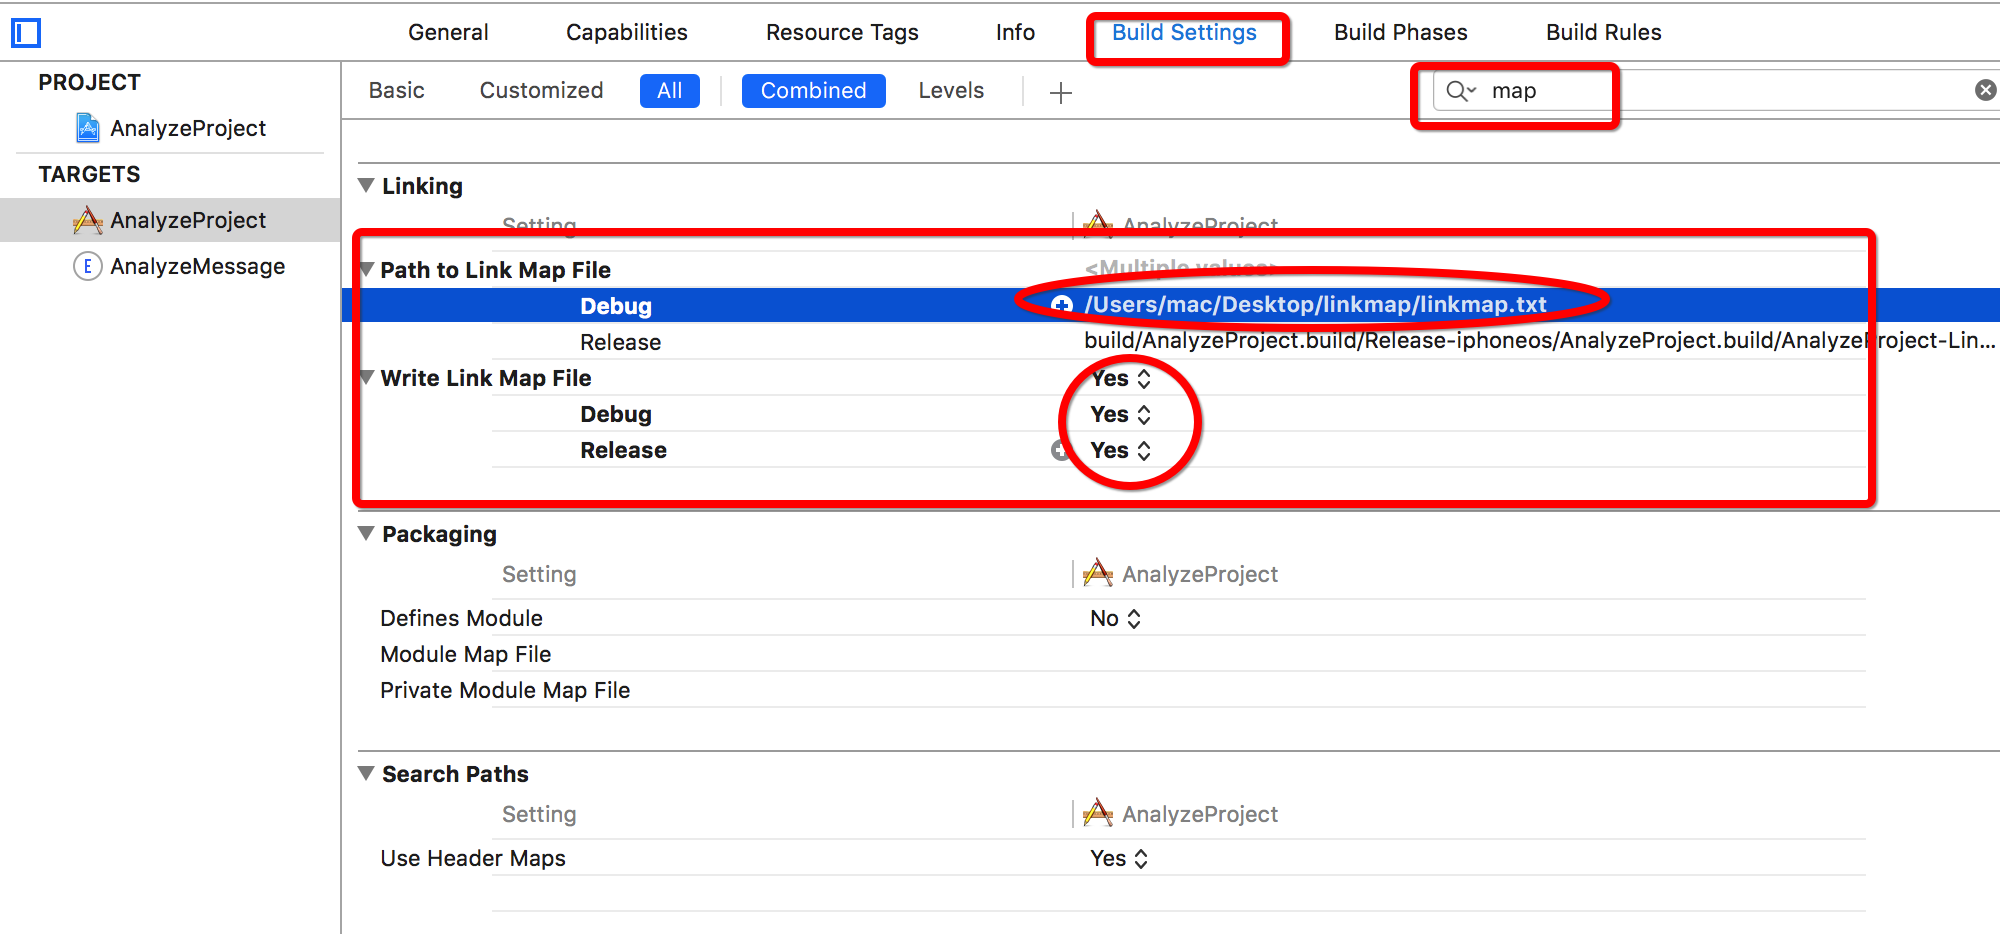 General Capabilities Resource Tags Info Build Settings Build Phases Build Rules
PROJECT
AnalyzeProject
TARGETS
AnalyzeProject
E AnalyzeMessage
Basic Customized All Combined Levels + map
Linking
Setting AnalyzeProject
Path to Link Map File <Multiple values>
Debug /Users/mac/Desktop/linkmap/linkmap.txt
Release build/AnalyzeProject.build/Release-iphoneos/AnalyzeProject.build/AnalyzeProject-Lin...
Write Link Map File Yes
Debug Yes
Release Yes
Packaging
Setting AnalyzeProject
Defines Module No
Module Map File
Private Module Map File
Search Paths
Setting AnalyzeProject
Use Header Maps Yes